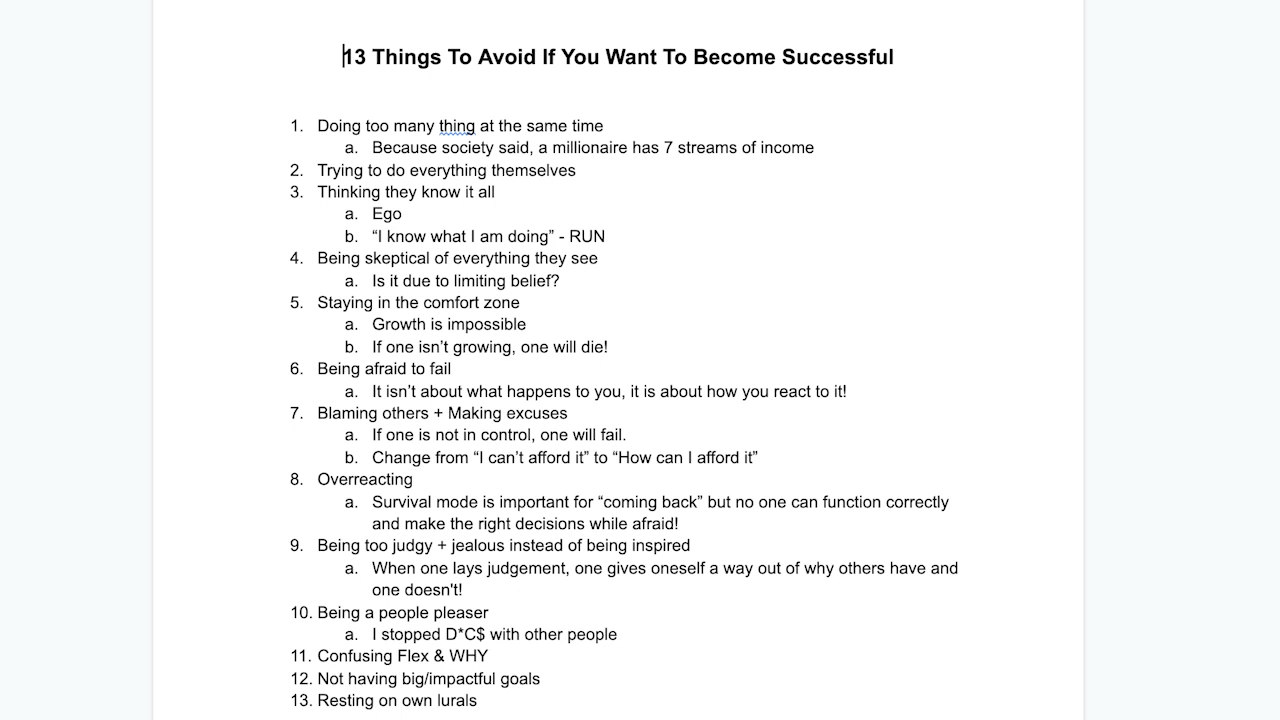 13 Things To Avoid If You Want To Become Successful
1. Doing too many thing at the same time
a. Because society said, a millionaire has 7 streams of income
2. Trying to do everything themselves
3. Thinking they know it all
a. Ego
b. “I know what I am doing” - RUN
4. Being skeptical of everything they see
a. Is it due to limiting belief?
5. Staying in the comfort zone
a. Growth is impossible
b. If one isn’t growing, one will die!
6. Being afraid to fail
a. It isn’t about what happens to you, it is about how you react to it!
7. Blaming others + Making excuses
a. If one is not in control, one will fail.
b. Change from “I can’t afford it” to “How can I afford it”
8. Overreacting
a. Survival mode is important for “coming back” but no one can function correctly
and make the right decisions while afraid!
9. Being too judgy + jealous instead of being inspired
a. When one lays judgement, one gives oneself a way out of why others have and
one doesn't!
10. Being a people pleaser
a. I stopped D*C$ with other people
11. Confusing Flex & WHY
12. Not having big/impactful goals
13. Resting on own lurals